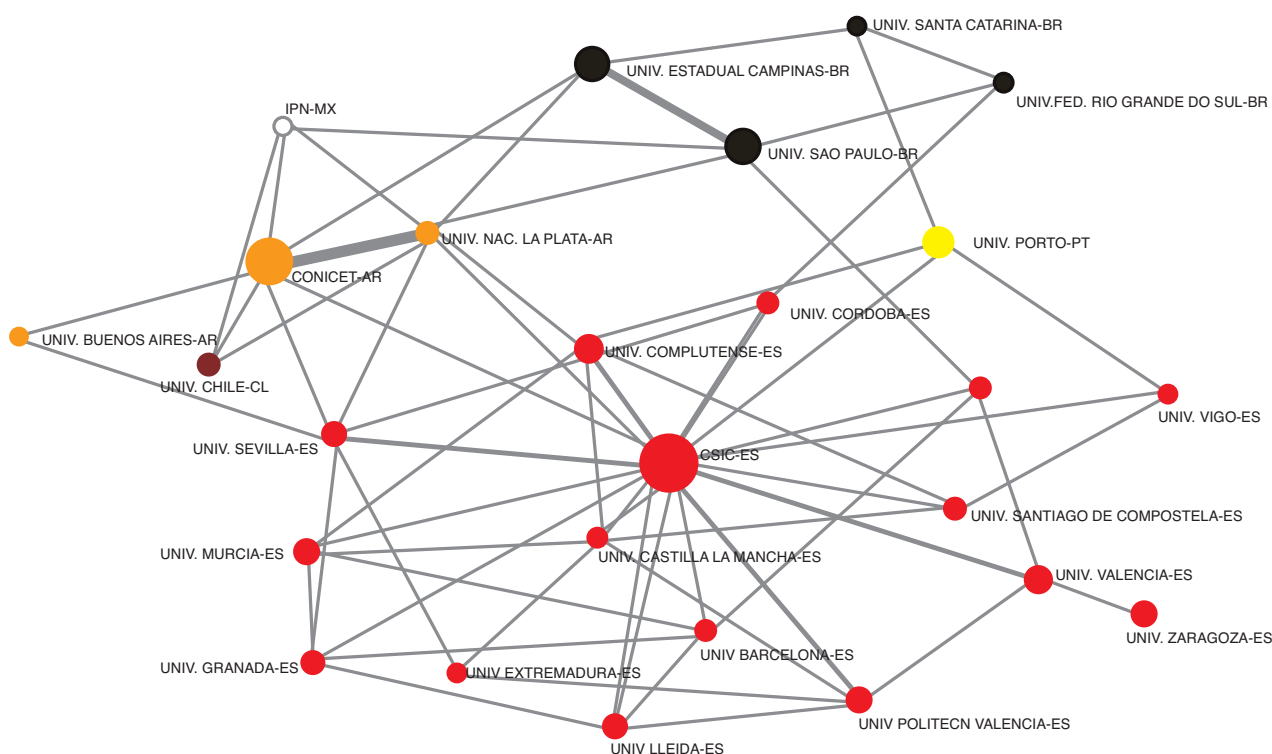 UNIV. SANTA CATARINA-BR
UNIV. ESTADUAL CAMPINAS-BR
UNIV.FED. RIO GRANDE DO SUL-BR
IPN-MX
UNIV. SAO PAULO-BR
UNIV. NAC. LA PLATA-AR
UNIV. PORTO-PT
CONICET-AR
UNIV. CORDOBA-ES
UNIV. BUENOS AIRES-AR
UNIV. COMPLUTENSE-ES
UNIV. CHILE-CL
UNIV. VIGO-ES
UNIV. SEVILLA-ES
CSIC-ES
UNIV. SANTIAGO DE COMPOSTELA-ES
UNIV. MURCIA-ES
UNIV. CASTILLA LA MANCHA-ES
UNIV. VALENCIA-ES
UNIV. ZARAGOZA-ES
UNIV BARCELONA-ES
UNIV. GRANADA-ES
UNIV EXTREMADURA-ES
UNIV POLITECN VALENCIA-ES
UNIV LLEIDA-ES